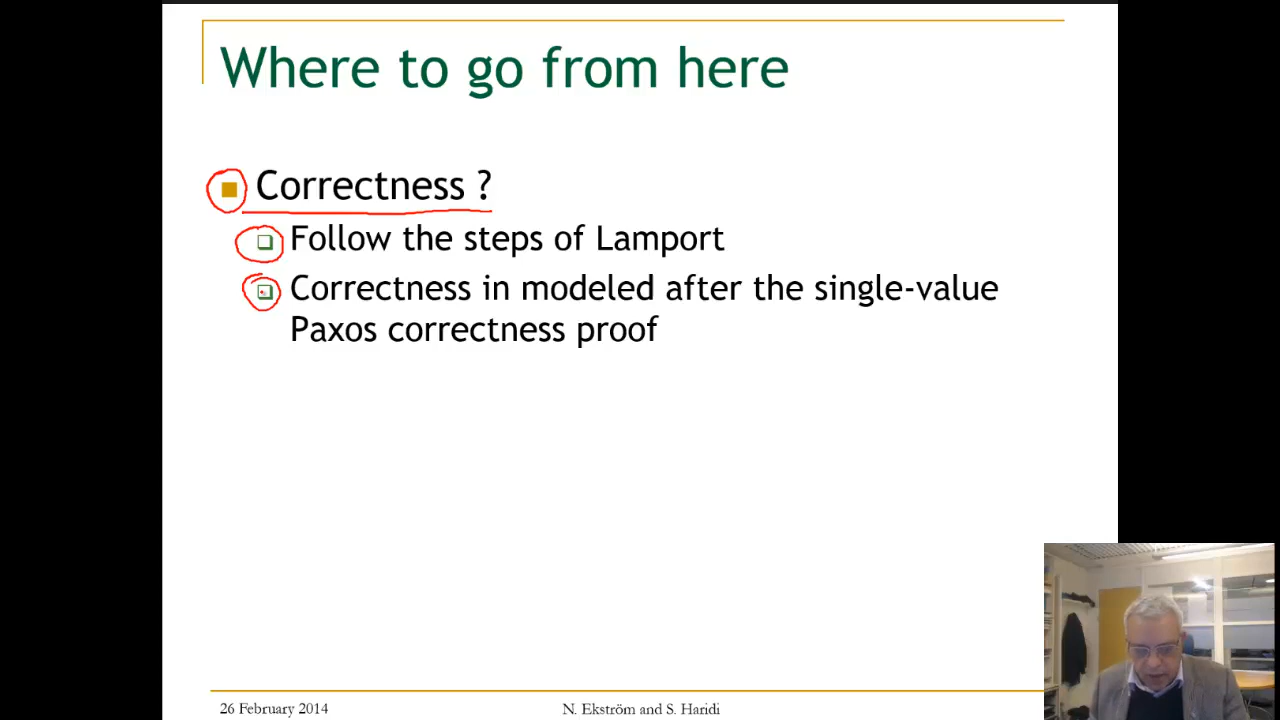 Where to go from here
Correctness ?
Follow the steps of Lamport
Correctness in modeled after the single-value
Paxos correctness proof
26 February 2014
N. Ekström and S. Haridi